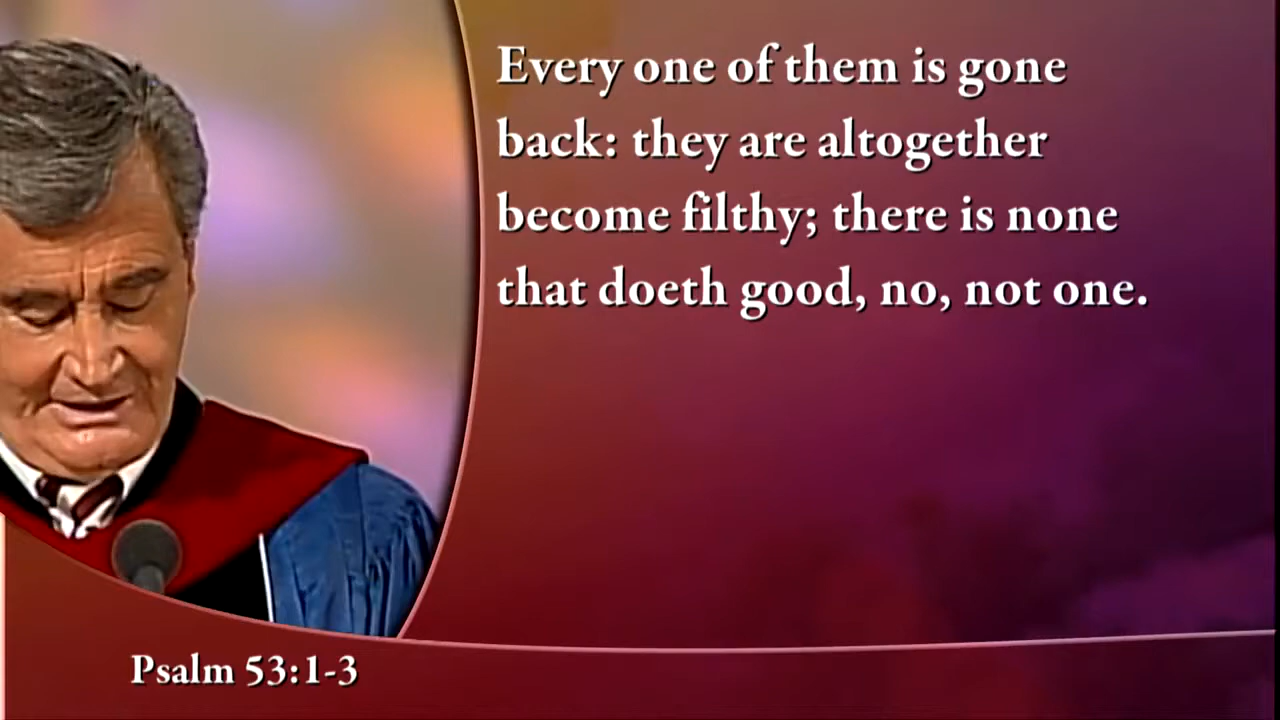 Every one of them is gone
back: they are altogether
become filthy; there is none
that doeth good, no, not one.
Psalm 53:1-3